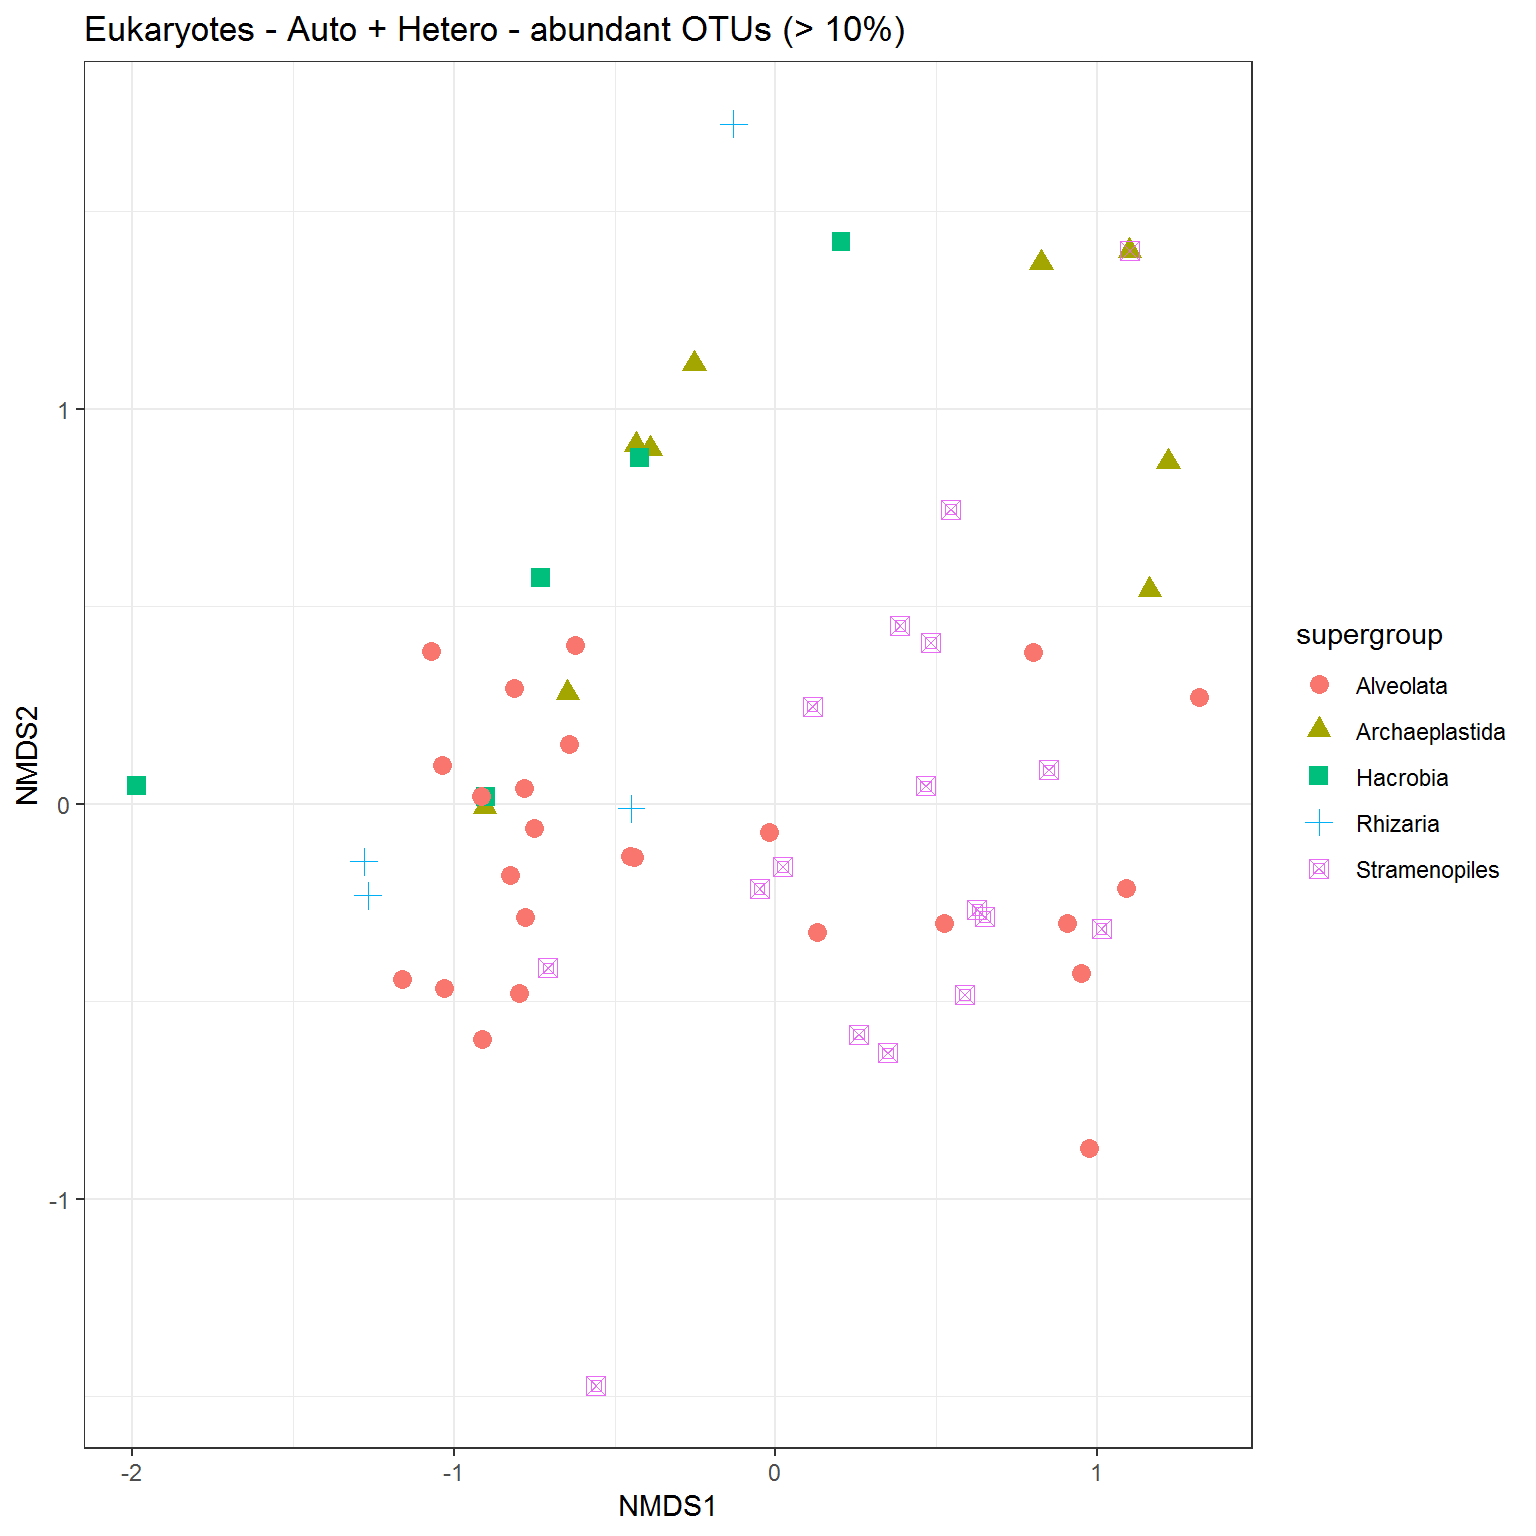 Eukaryotes - Auto + Hetero - abundant OTUs (> 10%)
NMDS2
1
0
-1
-2
-1
0
1
NMDS1
supergroup
Alveolata
Archaeplastida
Hacrobia
Rhizaria
Stramenopiles